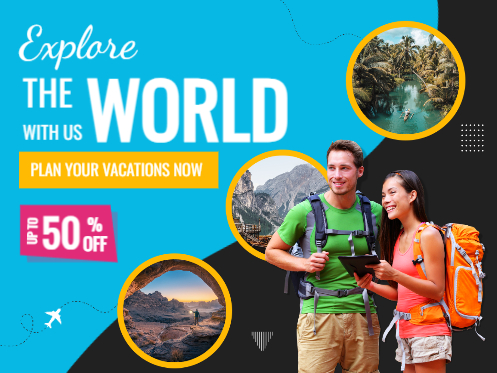 Explore
THE WORLD
WITH US
PLAN YOUR VACATIONS NOW
UP TO 50% OFF